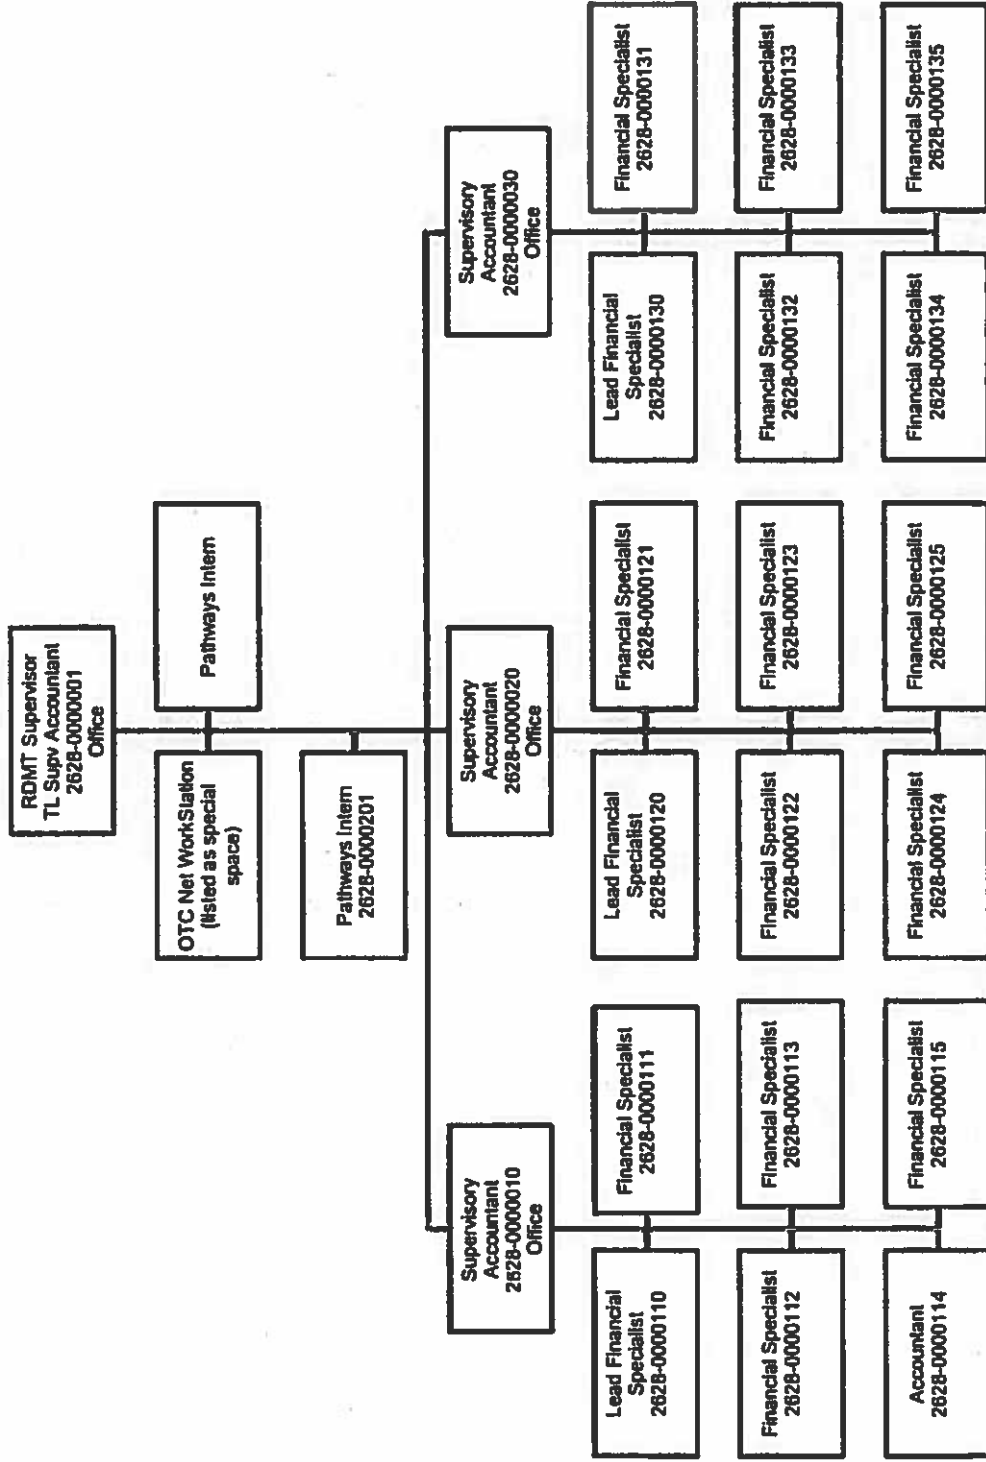 RDMT Supervisor
TL Supv Accountant
2628-0000001
Office
OTC Net WorkStation
(listed as special
space)
Pathways Intern
Pathways Intern
2628-0000201
Supervisory
Accountant
2628-0000010
Office
Supervisory
Accountant
2628-0000020
Office
Supervisory
Accountant
2628-0000030
Office
Lead Financial
Specialist
2628-0000110
Financial Specialist
2628-0000111
Lead Financial
Specialist
2628-0000120
Financial Specialist
2628-0000121
Lead Financial
Specialist
2628-0000130
Financial Specialist
2628-0000131
Financial Specialist
2628-0000112
Financial Specialist
2628-0000113
Financial Specialist
2628-0000122
Financial Specialist
2628-0000123
Financial Specialist
2628-0000132
Financial Specialist
2628-0000133
Accountant
2628-0000114
Financial Specialist
2628-0000115
Financial Specialist
2628-0000124
Financial Specialist
2628-0000125
Financial Specialist
2628-0000134
Financial Specialist
2628-0000135